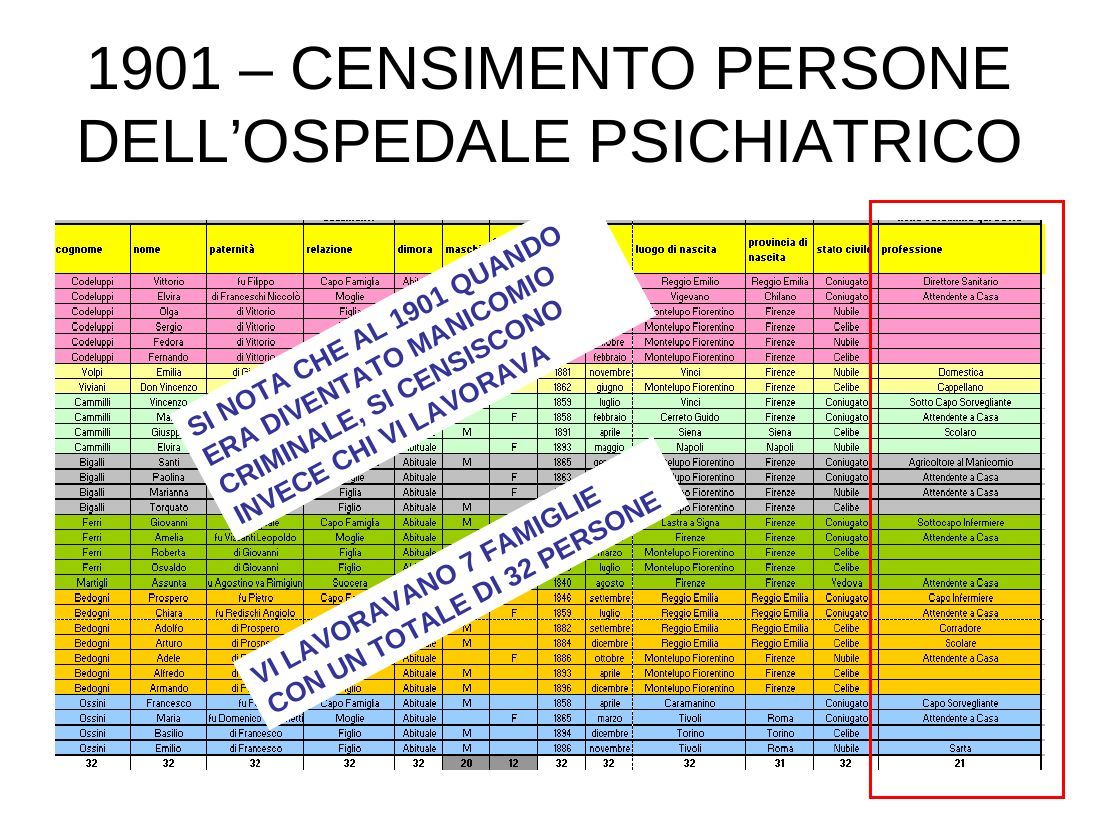 1901 – CENSIMENTO PERSONE
DELL’OSPEDALE PSICHIATRICO
cognome nome paternità relazione dimora maschi luogo di nascita provincia di nascita stato civile professione
Codeluppi Vittorio fu Filippo Capo Famiglia Reggio Emilio Reggio Emilia Coniugato Direttore Sanitario
Codeluppi Elvira di Franceschi Niccolò Moglie Vigevano Chilano Coniugato Attendente a Casa
Codeluppi Olga di Vittorio Figlia Montelupo Fiorentino Firenze Nubile
Codeluppi Sergio di Vittorio Montelupo Fiorentino Firenze Celibe
Codeluppi Fedora di Vittorio Montelupo Fiorentino Firenze Nubile
Codeluppi Fernando di Vittorio febbraio Montelupo Fiorentino Firenze Celibe
Volpi Emilia 1881 novembre Vinci Firenze Nubile Domestica
Viviani Don Vincenzo 1862 giugno Montelupo Fiorentino Firenze Celibe Cappellano
Cammilli Vincenzo 1859 luglio Vinci Firenze Coniugato Sotto Capo Sorvegliante
Cammilli F 1858 febbraio Cerreto Guido Firenze Coniugato Attendente a Casa
Cammilli M 1891 aprile Siena Siena Celibe Scolaro
Cammilli Elvira Abituale F 1893 maggio Napoli Napoli Nubile
Bigalli Santi Abituale M 1865 Montelupo Fiorentino Firenze Coniugato Agricoltore al Manicomio
Bigalli Paolina Abituale F 1863 Firenze Coniugato Attendente a Casa
Bigalli Marianna Figlia Abituale F Firenze Nubile Attendente a Casa
Bigalli Torquato Figlio Abituale M Firenze Celibe
Ferri Giovanni Capo Famiglia Abituale M Lastra a Signa Firenze Coniugato Sottocapo Infermiere
Ferri Amelia fu Visconti Leopoldo Moglie Abituale Firenze Firenze Coniugato Attendente a Casa
Ferri Roberta di Giovanni Figlia marzo Montelupo Fiorentino Firenze Celibe
Ferri Osvaldo di Giovanni Figlio luglio Montelupo Fiorentino Firenze Celibe
Martigli Assunta u Agostino va Rimigiun Suocera 1840 agosto Firenze Firenze Vedova Attendente a Casa
Bedogni Prospero fu Pietro 1846 settembre Reggio Emilia Reggio Emilia Coniugato Capo Infermiere
Bedogni Chiara fu Redischi Angiolo F 1859 luglio Reggio Emilia Reggio Emilia Coniugato Attendente a Casa
Bedogni Adolfo di Prospero M 1882 settembre Reggio Emilia Reggio Emilia Celibe Corradore
Bedogni Arturo M 1884 dicembre Reggio Emilia Reggio Emilia Celibe Scolare
Bedogni Adele Abituale F 1886 ottobre Montelupo Fiorentino Firenze Nubile Attendente a Casa
Bedogni Alfredo Figlio Abituale M 1893 aprile Montelupo Fiorentino Firenze Celibe
Bedogni Armando Figlio Abituale M 1896 dicembre Montelupo Fiorentino Firenze Celibe
Ossini Francesco Capo Famiglia Abituale M 1858 aprile Caramanino Coniugato Capo Sorvegliante
Ossini Maria fu Domenico Moglie Abituale F 1865 marzo Tivoli Roma Coniugato Attendente a Casa
Ossini Basilio di Francesco Figlio Abituale M 1894 dicembre Torino Torino Celibe
Ossini Emilio di Francesco Figlio Abituale M 1886 novembre Tivoli Roma Nubile Sarta
32 32 32 32 32 20 12 32 32 32 31 32 21
SI NOTA CHE AL 1901 QUANDO
ERA DIVENTATO MANICOMIO
CRIMINALE, SI CENSISCONO
INVECE CHI VI LAVORAVA
VI LAVORAVANO 7 FAMIGLIE
CON UN TOTALE DI 32 PERSONE